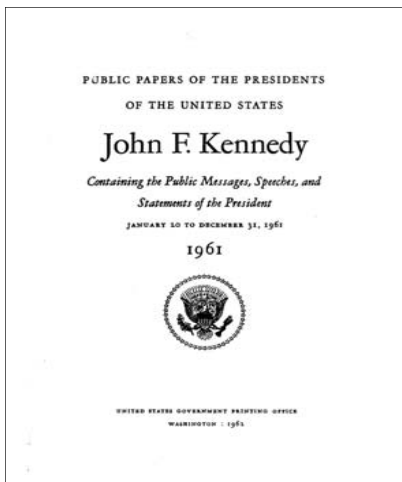 PUBLIC PAPERS OF THE PRESIDENTS
OF THE UNITED STATES
John F. Kennedy
Containing the Public Messages, Speeches, and
Statements of the President
JANUARY 20 TO DECEMBER 31, 1961
1961
UNITED STATES GOVERNMENT PRINTING OFFICE
WASHINGTON : 1962